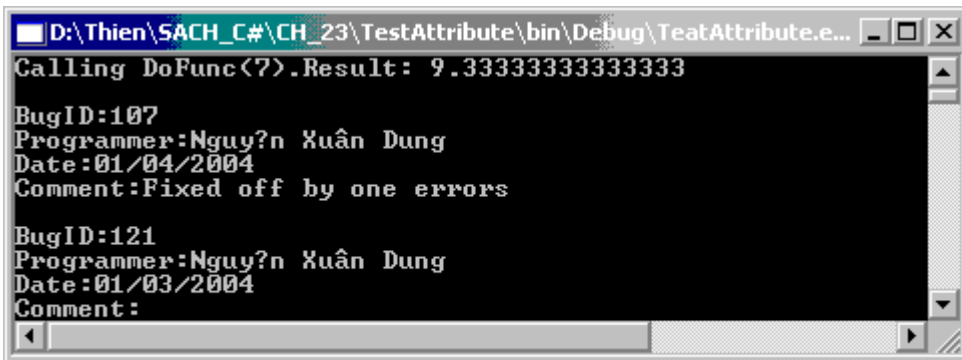 D:\Thien\SACH_C#\CH_23\TestAttribute\bin\Debug\TeatAttribute.e...
Calling DoFunc(7).Result: 9.33333333333333
BugID:107
Programmer:Nguy?n Xuân Dung
Date:01/04/2004
Comment:Fixed off by one errors
BugID:121
Programmer:Nguy?n Xuân Dung
Date:01/03/2004
Comment: